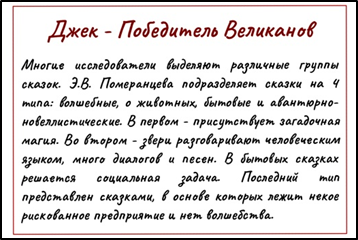 Джек - Победитель Великанов
Многие исследователи выделяют различные группы
сказок. Э.В. Померанцева подразделяет сказки на 4
типа: волшебные, о животных, бытовые и авантюрно-
новеллистические. В первом - присутствует загадочная
магия. Во втором - звери разговаривают человеческим
языком, много диалогов и песен. В бытовых сказках
решается социальная задача. Последний тип
представлен сказками, в основе которых лежит некое
рискованное предприятие и нет волшебства.